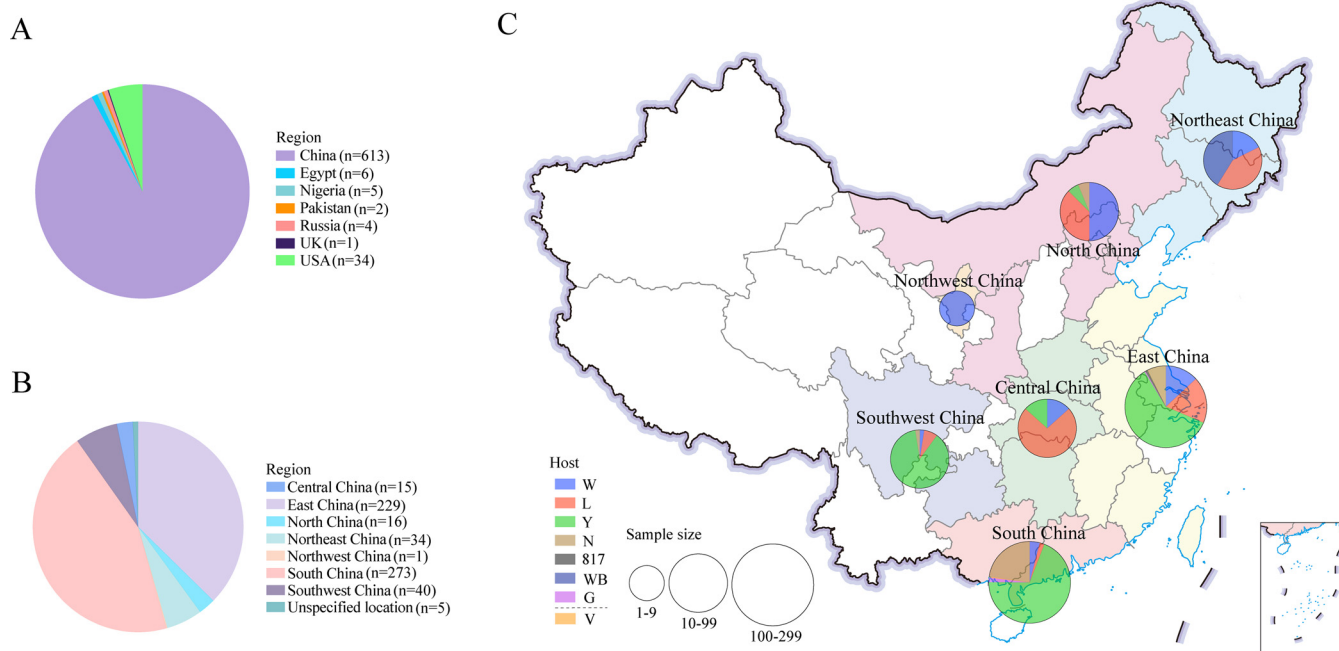 A
Region
China (n=613)
Egypt (n=6)
Nigeria (n=5)
Pakistan (n=2)
Russia (n=4)
UK (n=1)
USA (n=34)
B
Region
Central China (n=15)
East China (n=229)
North China (n=16)
Northeast China (n=34)
Northwest China (n=1)
South China (n=273)
Southwest China (n=40)
Unspecified location (n=5)
C
Northeast China
North China
Northwest China
East China
Central China
Southwest China
South China
Host
W
L
Y
N
817
WB
G
V
Sample size
1-9
10-99
100-299